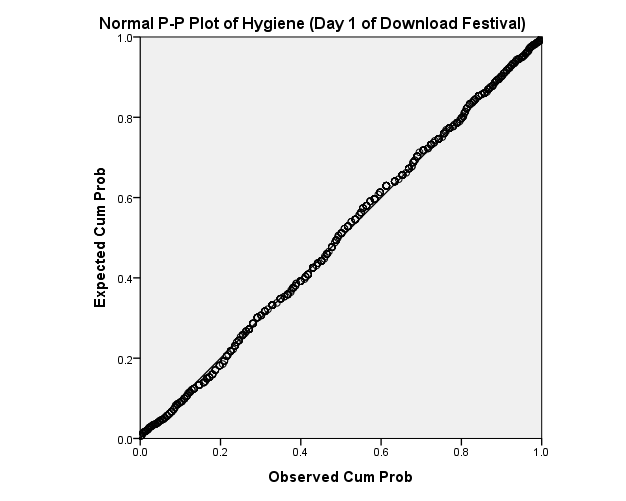 Normal P-P Plot of Hygiene (Day 1 of Download Festival)
1.0
0.8
0.6
0.4
0.2
0.0
Expected Cum Prob
0.0 0.2 0.4 0.6 0.8 1.0
Observed Cum Prob